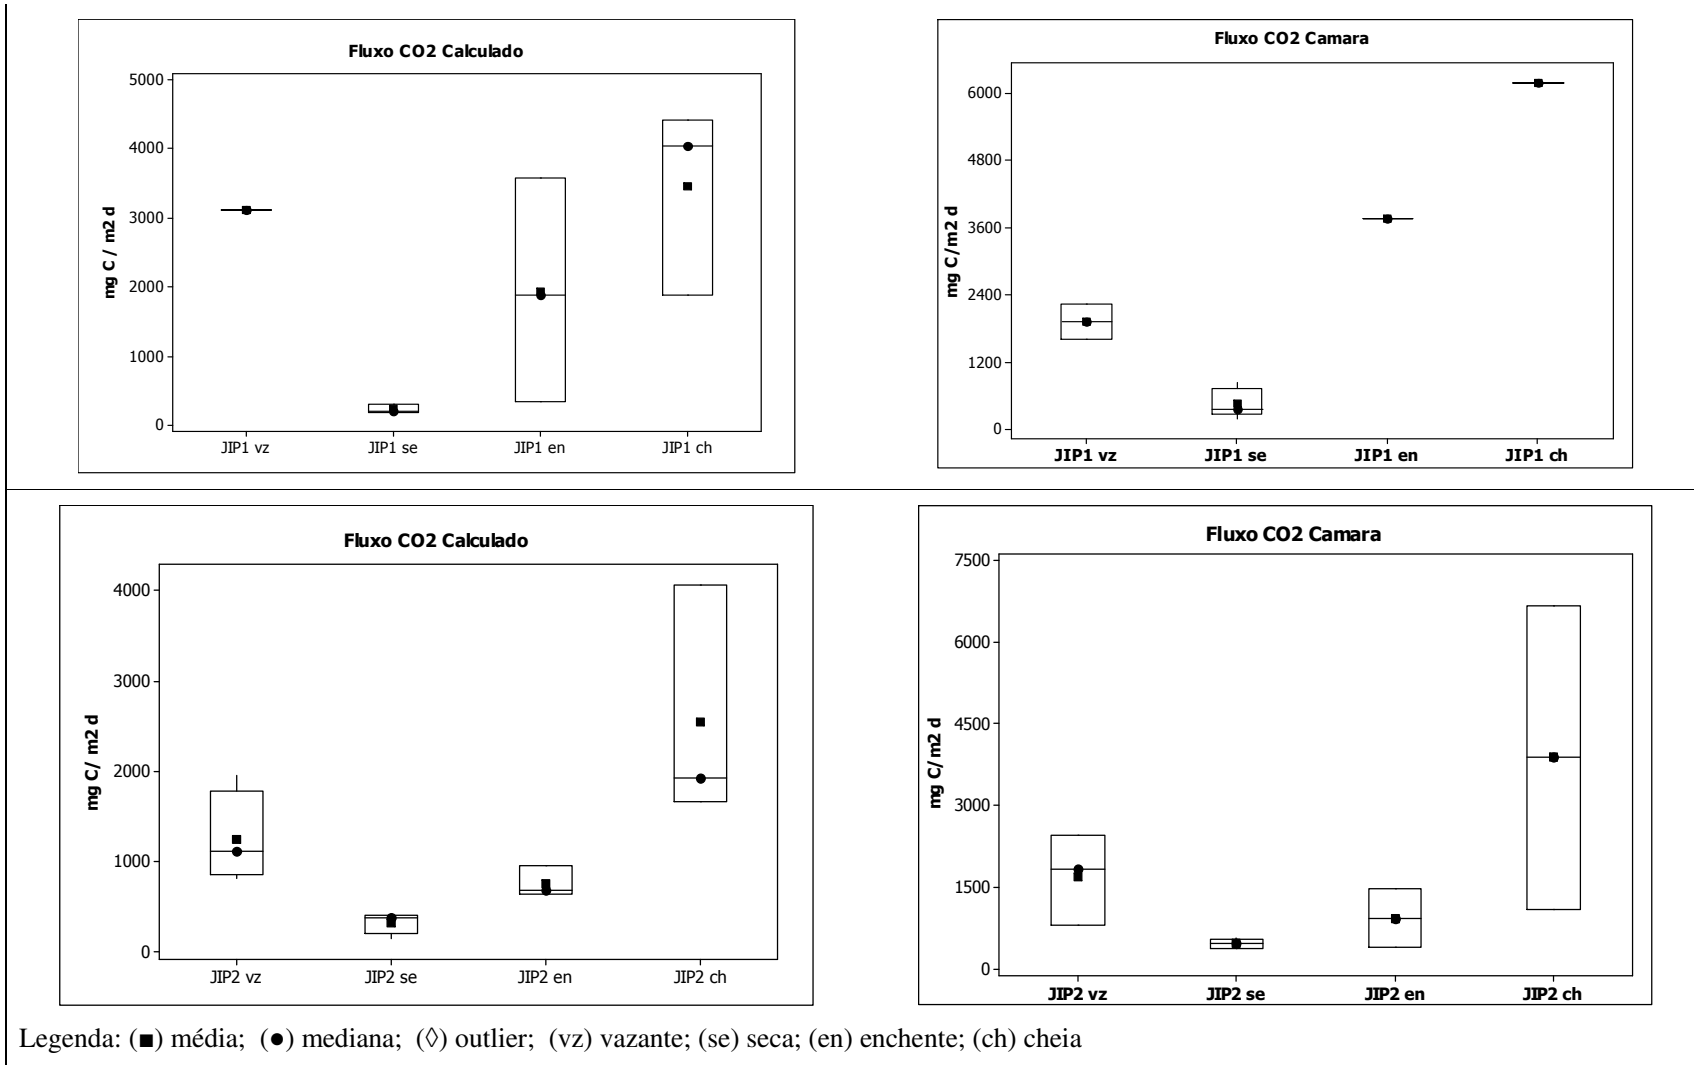 Fluxo CO2 Calculado
mg C / m2 d
5000
4000
3000
2000
1000
0
JIP1 vz JIP1 se JIP1 en JIP1 ch
Fluxo CO2 Camara
mg C/m2 d
6000
4800
3600
2400
1200
0
JIP1 vz JIP1 se JIP1 en JIP1 ch
Fluxo CO2 Calculado
mg C/ m2 d
4000
3000
2000
1000
0
JIP2 vz JIP2 se JIP2 en JIP2 ch
Fluxo CO2 Camara
mg C/ m2 d
7500
6000
4500
3000
1500
0
JIP2 vz JIP2 se JIP2 en JIP2 ch
Legenda: (■) média; (●) mediana; (◊) outlier; (vz) vazante; (se) seca; (en) enchente; (ch) cheia